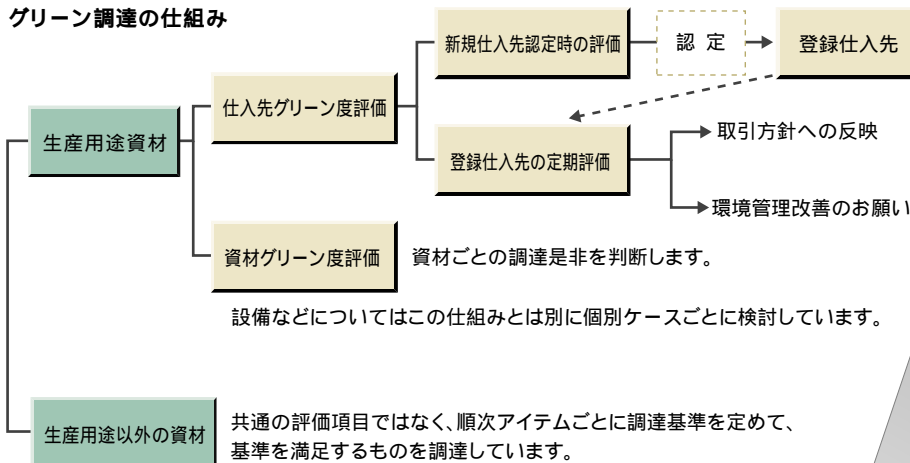 グリーン調達の仕組み
新規仕入先認定時の評価
認 定
登録仕入先
仕入先グリーン度評価
生産用途資材
登録仕入先の定期評価
取引方針への反映
環境管理改善のお願い
資材グリーン度評価
資材ごとの調達是非を判断します。
設備などについてはこの仕組みとは別に個別ケースごとに検討しています。
生産用途以外の資材
共通の評価項目ではなく、順次アイテムごとに調達基準を定めて、
基準を満足するものを調達しています。